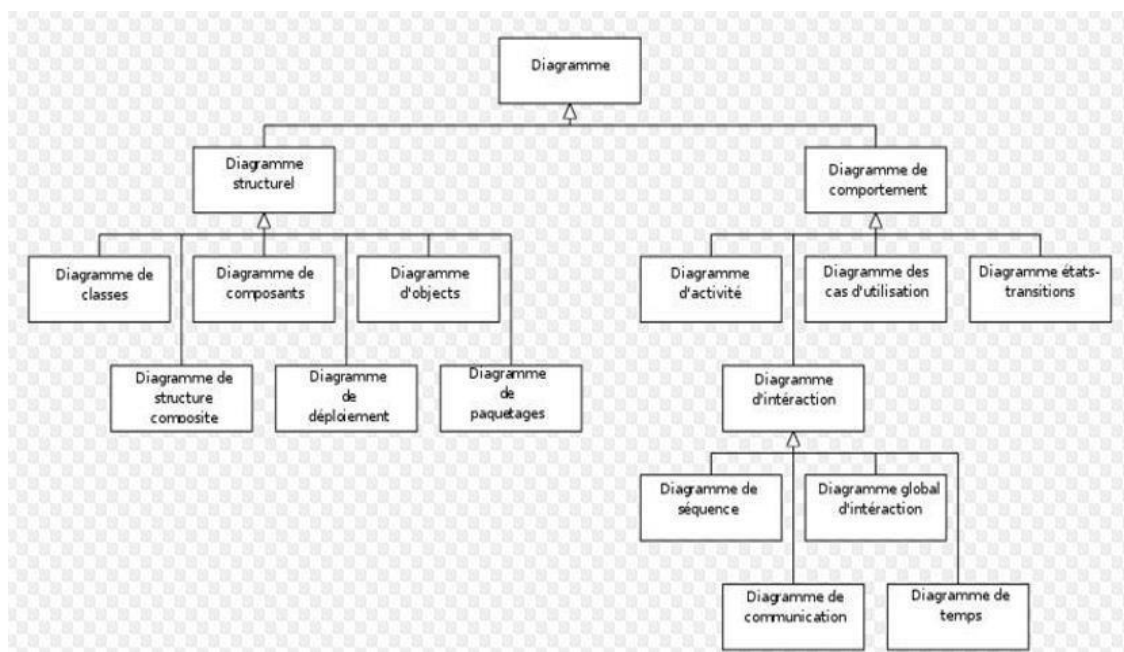 Diagramme
Diagramme
structurel
Diagramme de
comportement
Diagramme de
classes
Diagramme de
composants
Diagramme
d'objects
Diagramme
d'activité
Diagramme des
cas d'utilisation
Diagramme états-
transitions
Diagramme de
structure
composite
Diagramme
de
déploiement
Diagramme
de
paquetages
Diagramme
d'intéraction
Diagramme de
séquence
Diagramme global
d'intéraction
Diagramme de
communication
Diagramme de
temps